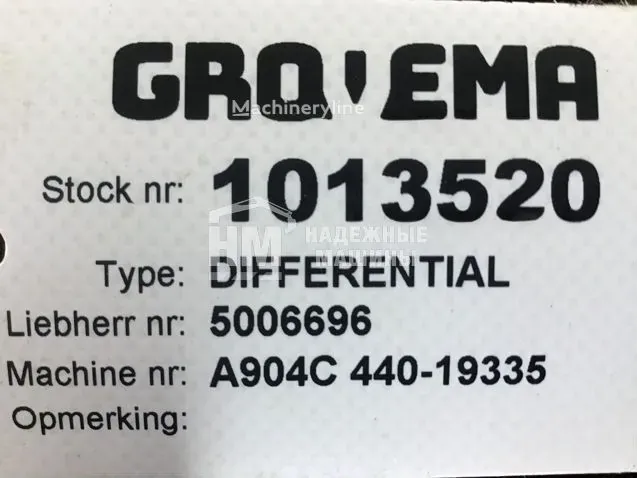 GROVEMA
Machineryline
Stock nr: 1013520
НМ НАДЕЖНЫЕ
МАШИНЫ
Type: DIFFERENTIAL
Liebherr nr: 5006696
Machine nr: A904C 440-19335
Opmerking: